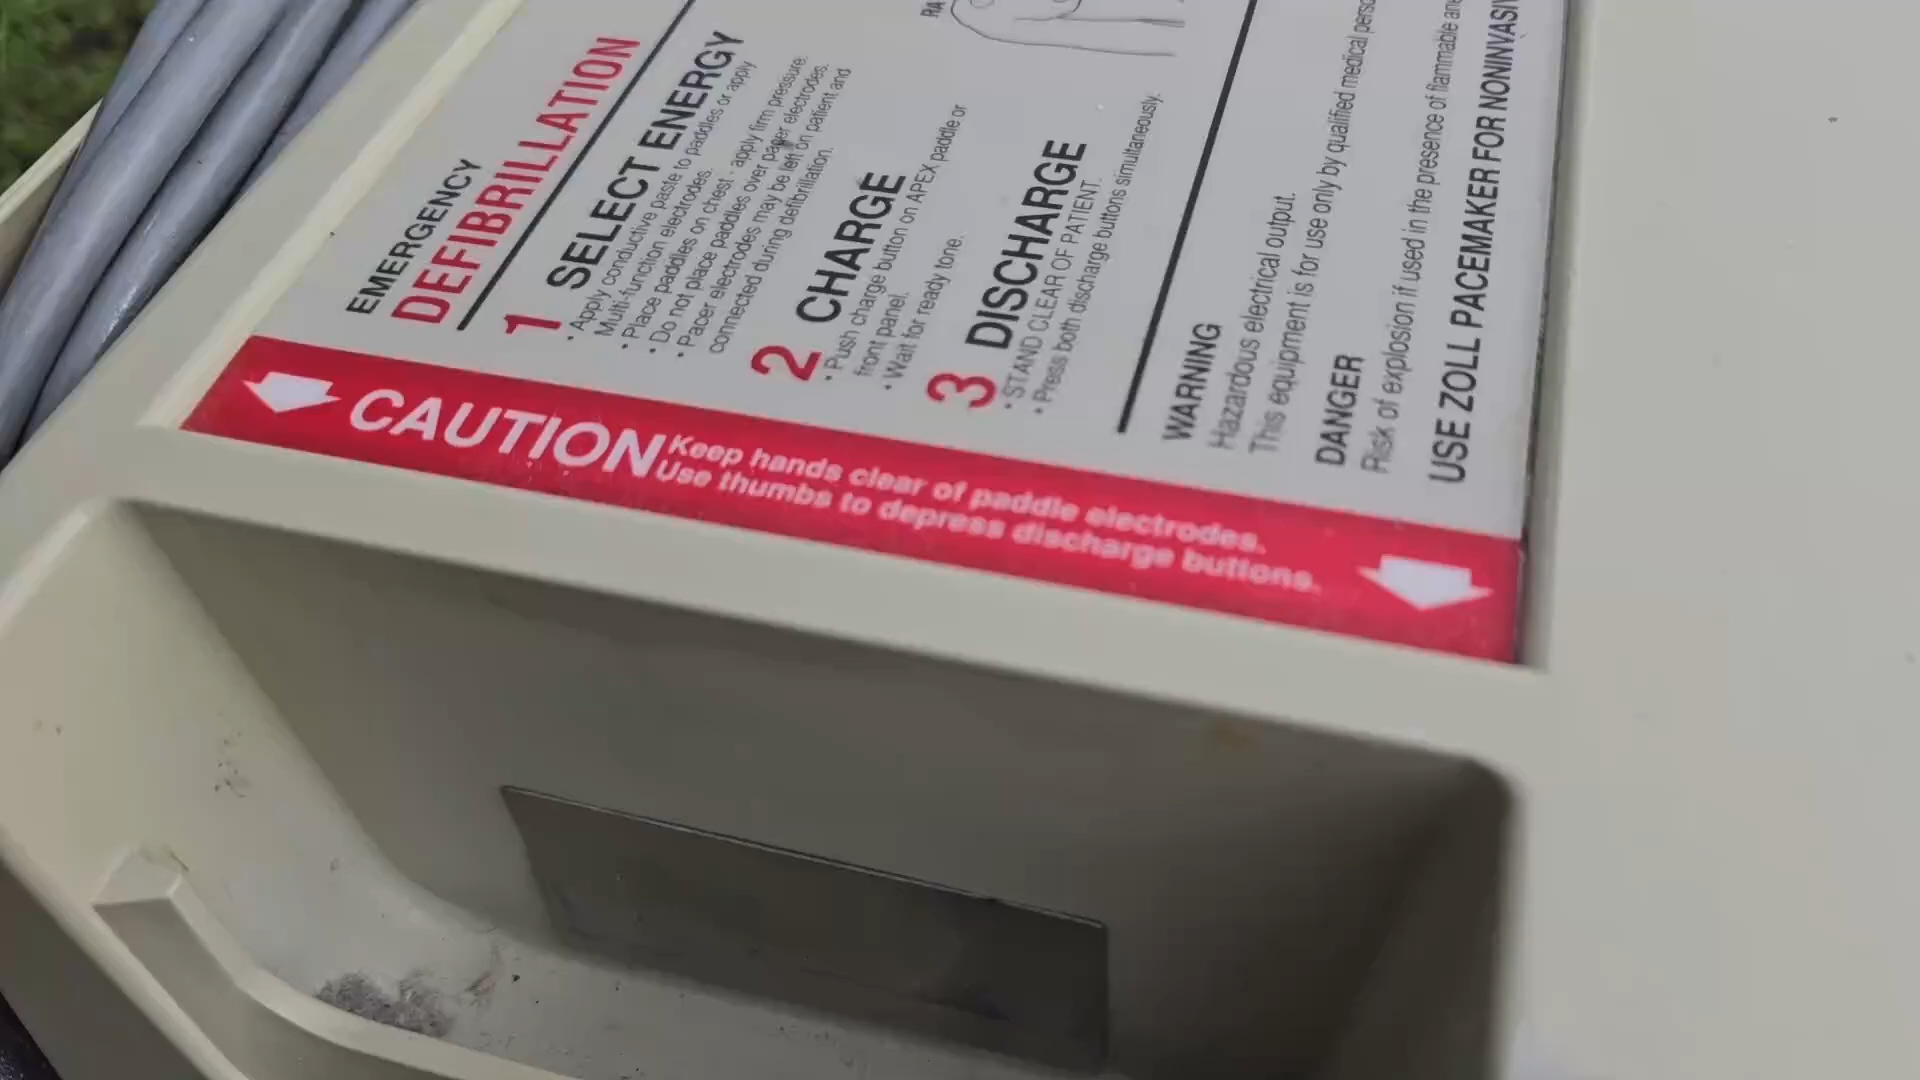 EMERGENCY
DEFIBRILLATION
1 SELECT ENERGY
• Apply conductive paste to paddles or apply
Multi-function electrodes.
• Place paddles on chest - apply firm pressure.
• Do not place paddles over pacer electrodes.
• Pacer electrodes may be left on patient and
connected during defibrillation.
2 CHARGE
• Push charge button on APEX paddle or
front panel.
• Wait for ready tone.
3 DISCHARGE
• STAND CLEAR OF PATIENT.
• Press both discharge buttons simultaneously.
RA
WARNING
Hazardous electrical output.
This equipment is for use only by qualified medical
DANGER
Risk of explosion if used in the presence of flammable
USE ZOLL PACEMAKER FOR
CAUTION
Keep hands clear of paddle electrodes.
Use thumbs to depress discharge buttons.